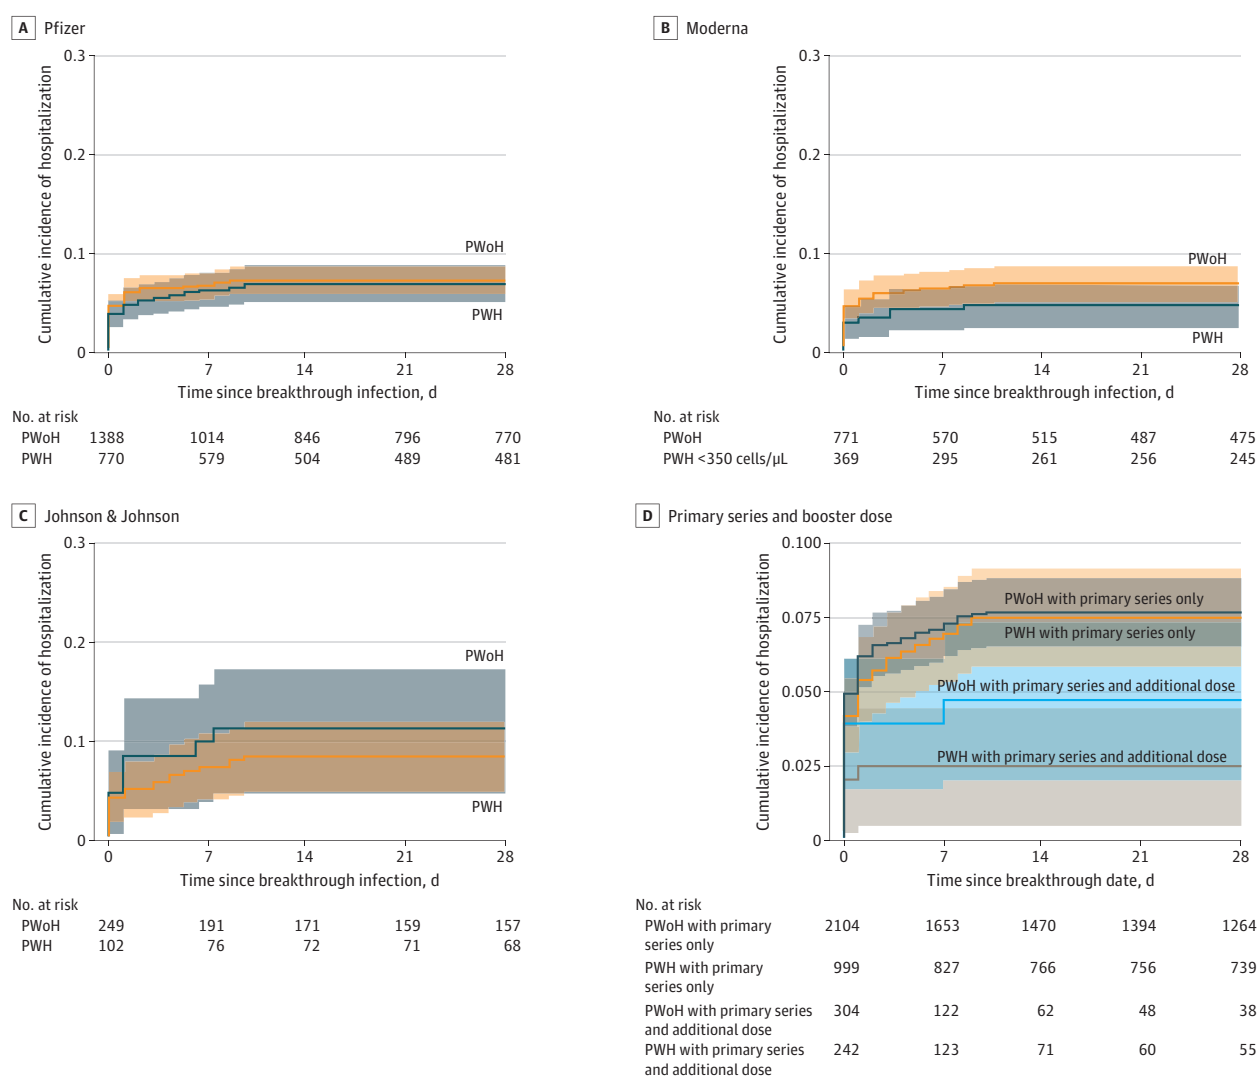 A Pfizer
0.3
0.2
0.1
0
Cumulative incidence of hospitalization
PWoH
PWH
0 7 14 21 28
Time since breakthrough infection, d
No. at risk
PWoH 1388 1014 846 796 770
PWH 770 579 504 489 481
B Moderna
0.3
0.2
0.1
0
Cumulative incidence of hospitalization
PWoH
PWH
0 7 14 21 28
Time since breakthrough infection, d
No. at risk
PWoH 771 570 515 487 475
PWH <350 cells/μL 369 295 261 256 245
C Johnson & Johnson
0.3
0.2
0.1
0
Cumulative incidence of hospitalization
PWoH
PWH
0 7 14 21 28
Time since breakthrough infection, d
No. at risk
PWoH 249 191 171 159 157
PWH 102 76 72 71 68
D Primary series and booster dose
0.100
0.075
0.050
0.025
0
Cumulative incidence of hospitalization
PWoH with primary series only
PWH with primary series only
PWoH with primary series and additional dose
PWH with primary series and additional dose
0 7 14 21 28
Time since breakthrough date, d
No. at risk
PWoH with primary 2104 1653 1470 1394 1264
series only
PWH with primary 999 827 766 756 739
series only
PWoH with primary series 304 122 62 48 38
and additional dose
PWH with primary series 242 123 71 60 55
and additional dose